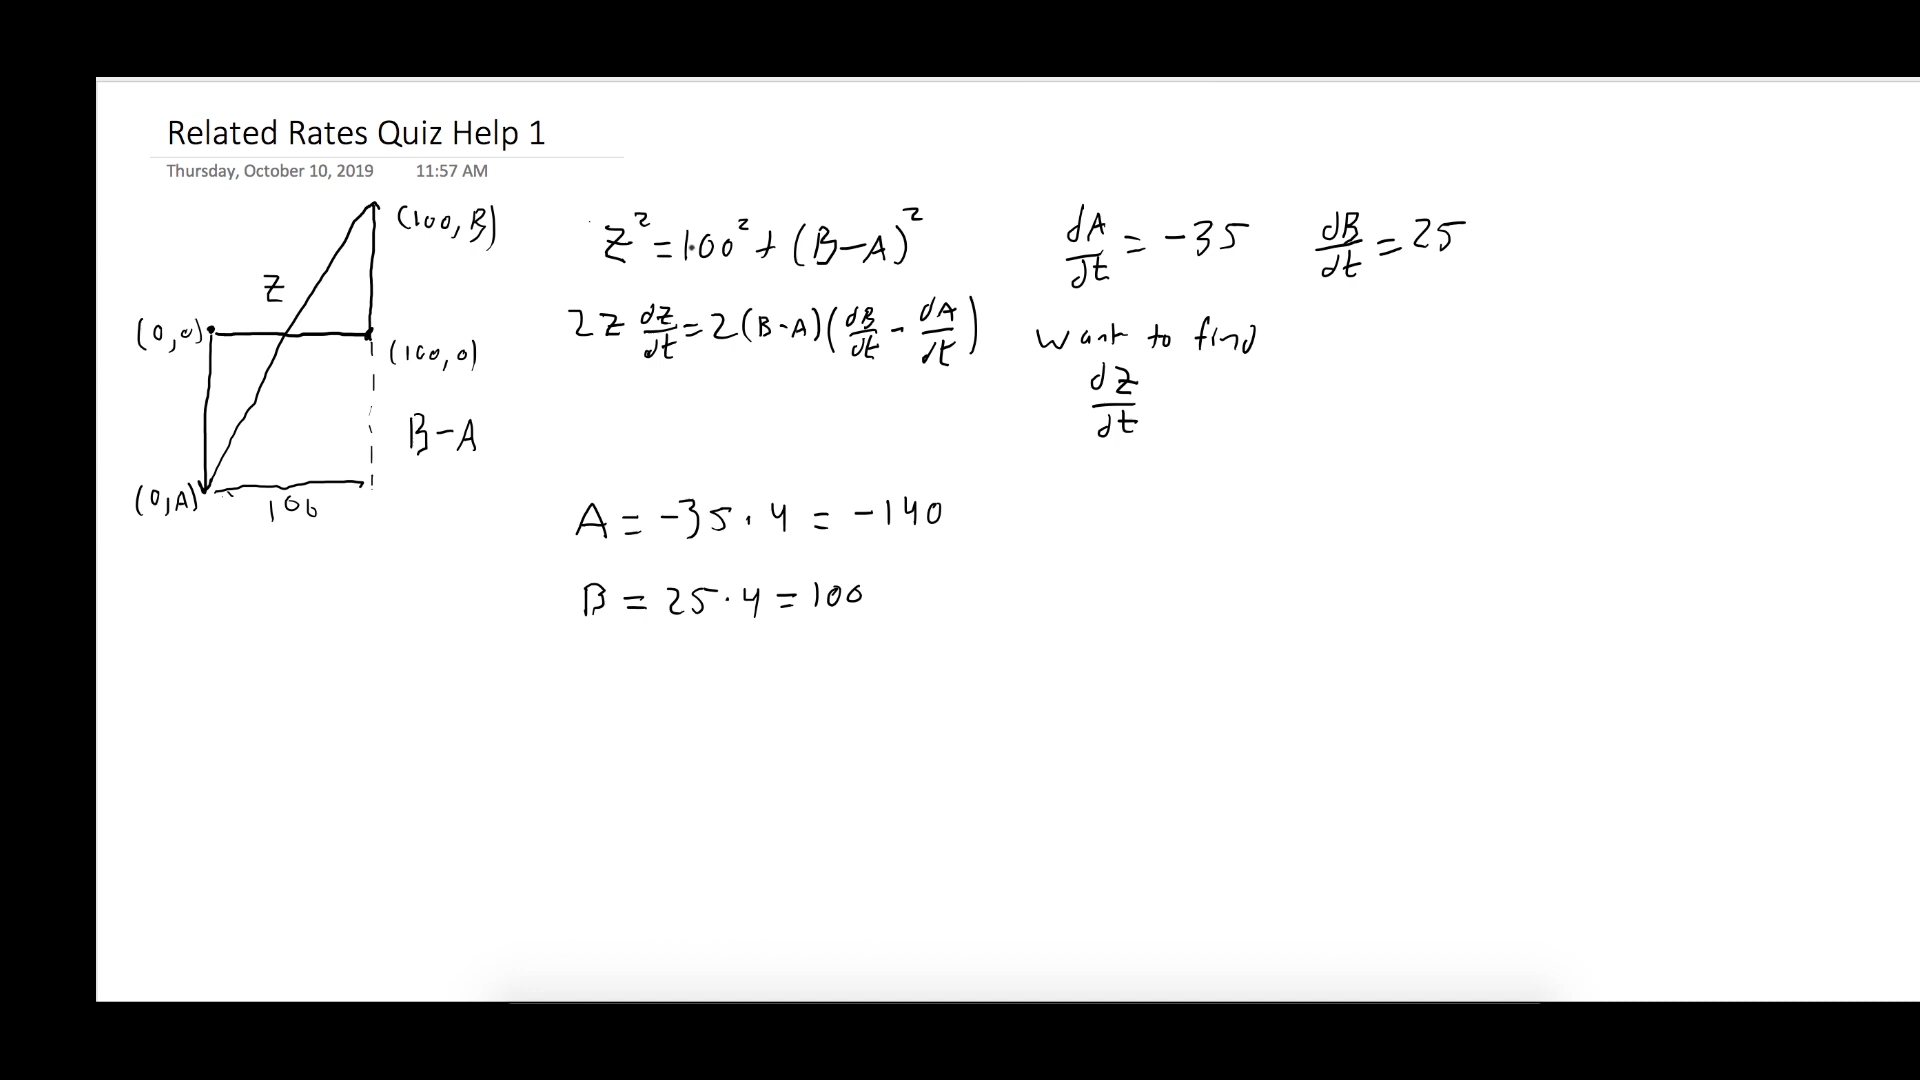 Related Rates Quiz Help 1
Thursday, October 10, 2019 11:57 AM
(100, B)
Z
(0,0)
(100, 0)
B-A
(0,A)
100
Z² = 100² + (B-A)²
2Z dZ/dt = 2(B-A)(dB/dt - dA/dt)
A = -35 · 4 = -140
B = 25 · 4 = 100
dA/dt = -35 dB/dt = 25
Want to find
dZ/dt